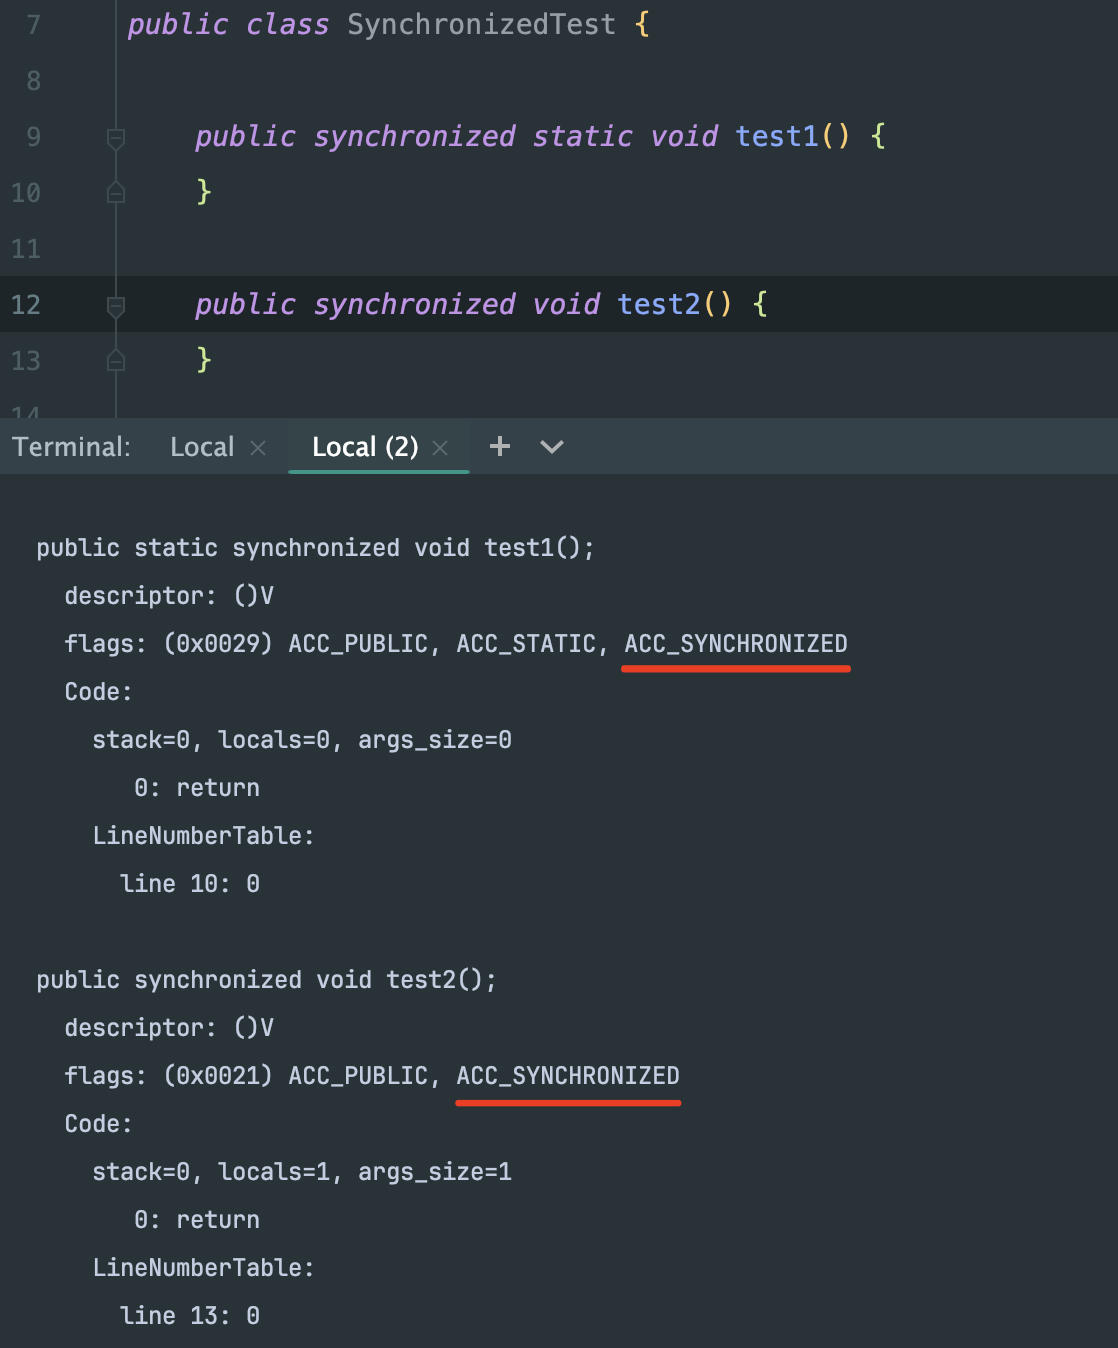 7 public class SynchronizedTest {
8
9 public synchronized static void test1() {
10 }
11
12 public synchronized void test2() {
13 }
14
Terminal: Local × Local (2) × +
public static synchronized void test1();
descriptor: ()V
flags: (0x0029) ACC_PUBLIC, ACC_STATIC, ACC_SYNCHRONIZED
Code:
stack=0, locals=0, args_size=0
0: return
LineNumberTable:
line 10: 0
public synchronized void test2();
descriptor: ()V
flags: (0x0021) ACC_PUBLIC, ACC_SYNCHRONIZED
Code:
stack=0, locals=1, args_size=1
0: return
LineNumberTable:
line 13: 0